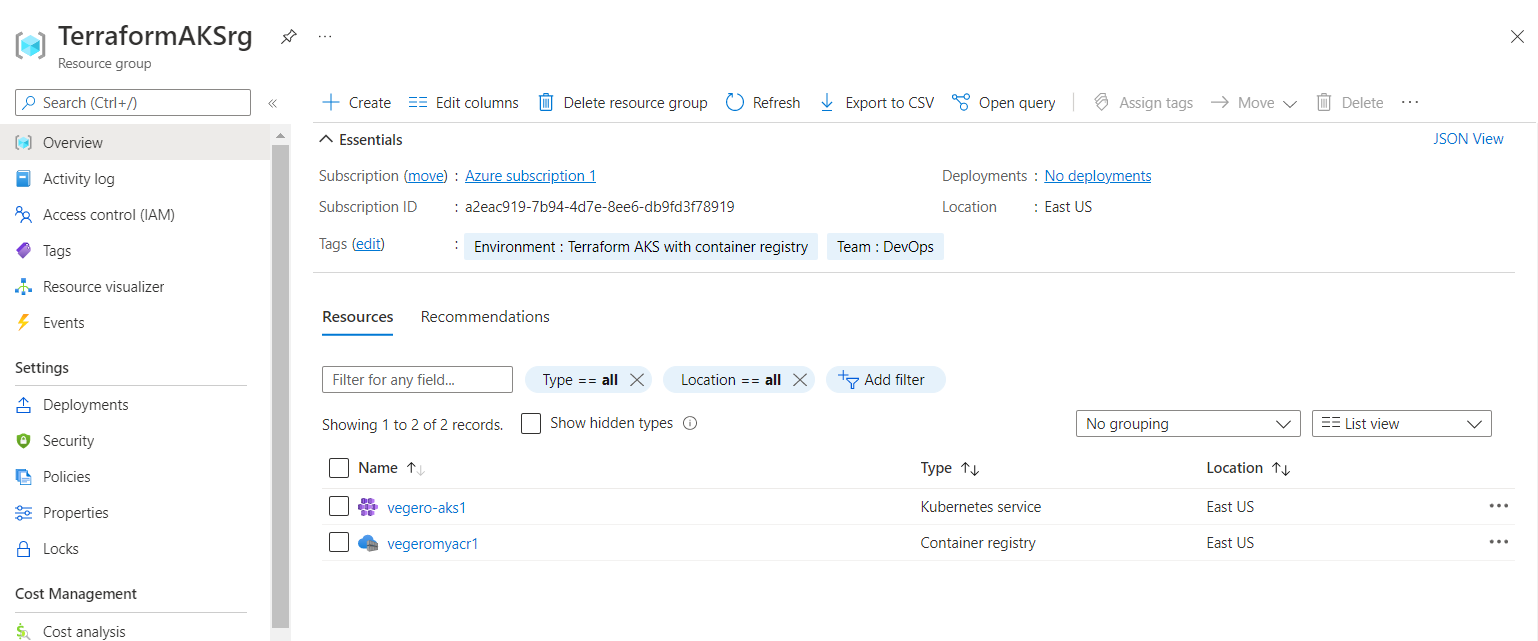 TerraformAKSrg
Resource group
Search (Ctrl+/)
Overview
Activity log
Access control (IAM)
Tags
Resource visualizer
Events
Settings
Deployments
Security
Policies
Properties
Locks
Cost Management
Cost analysis
Create Edit columns Delete resource group Refresh Export to CSV Open query Assign tags Move Delete
Essentials JSON View
Subscription (move) : Azure subscription 1 Deployments : No deployments
Subscription ID : a2eac919-7b94-4d7e-8ee6-db9fd3f78919 Location : East US
Tags (edit) : Environment : Terraform AKS with container registry Team : DevOps
Resources Recommendations
Filter for any field... Type == all Location == all Add filter
Showing 1 to 2 of 2 records. Show hidden types No grouping List view
Name Type Location
vegero-aks1 Kubernetes service East US
vegeromyacr1 Container registry East US